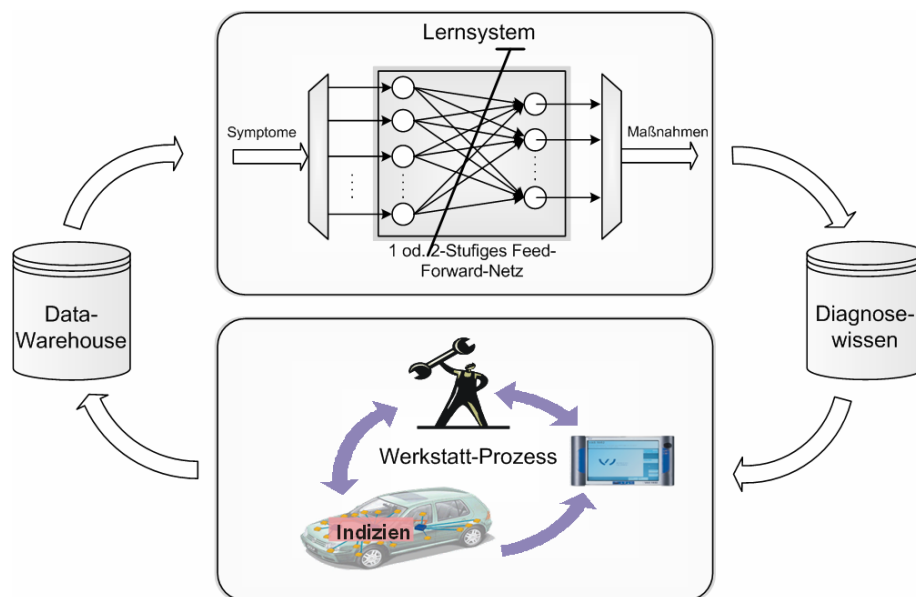 Lernsystem
Symptome
Maßnahmen
1 od. 2-Stufiges Feed-
Forward-Netz
Data-
Warehouse
Diagnose-
wissen
Werkstatt-Prozess
Indizien